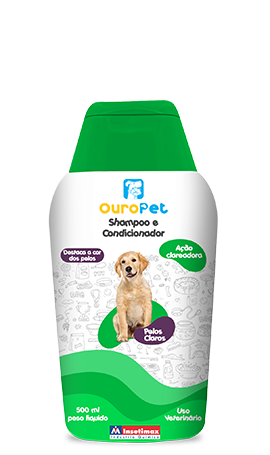 OuroPet
Shampoo e
Condicionador
Destaca a cor
dos pelos
Ação
clareadora
Pelos
Claros
500 ml
peso líquido
Uso
Veterinário
Insetimax
Indústria Química